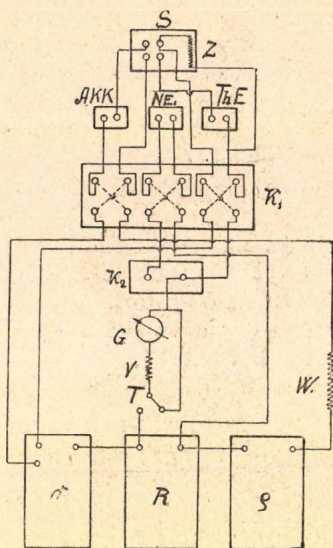 S
Z
AKK
NE.
ThE
K₁
K₂
G.
V
T
W.
R
ρ